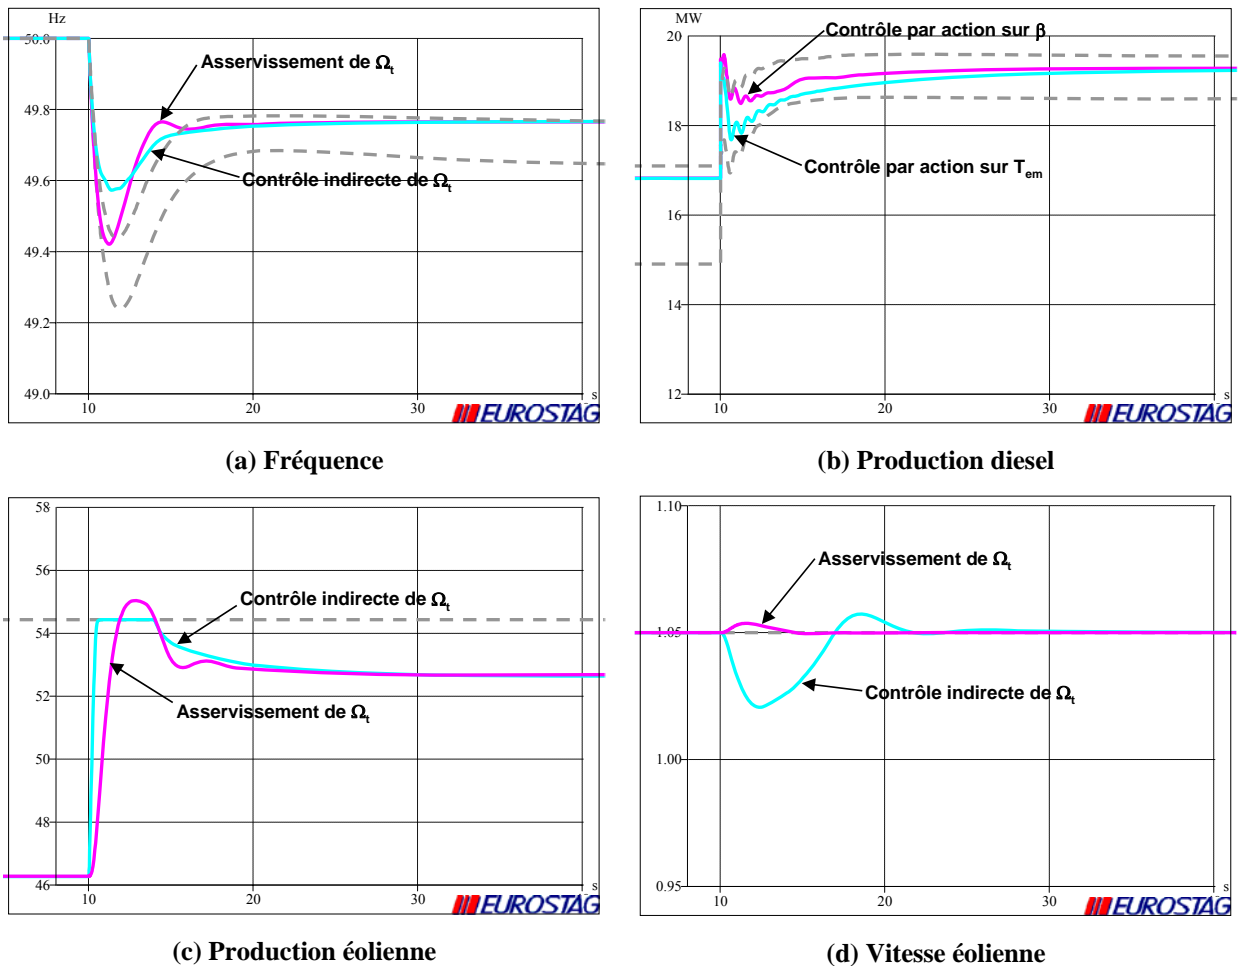 Hz
50.0
49.8
49.6
49.4
49.2
49.0
10
20
30
s
Asservissement de Ωt
Contrôle indirecte de Ωt
EUROSTAG
(a) Fréquence
MW
20
18
16
14
12
10
20
30
s
Contrôle par action sur β
Contrôle par action sur Tem
EUROSTAG
(b) Production diesel
58
56
54
52
50
48
46
10
20
30
s
Contrôle indirecte de Ωt
Asservissement de Ωt
EUROSTAG
(c) Production éolienne
1.10
1.05
1.00
0.95
10
20
30
s
Asservissement de Ωt
Contrôle indirecte de Ωt
EUROSTAG
(d) Vitesse éolienne